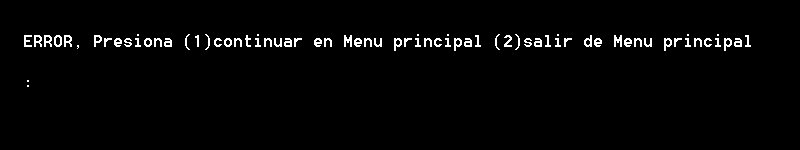 ERROR, Presiona (1)continuar en Menu principal (2)salir de Menu principal
: